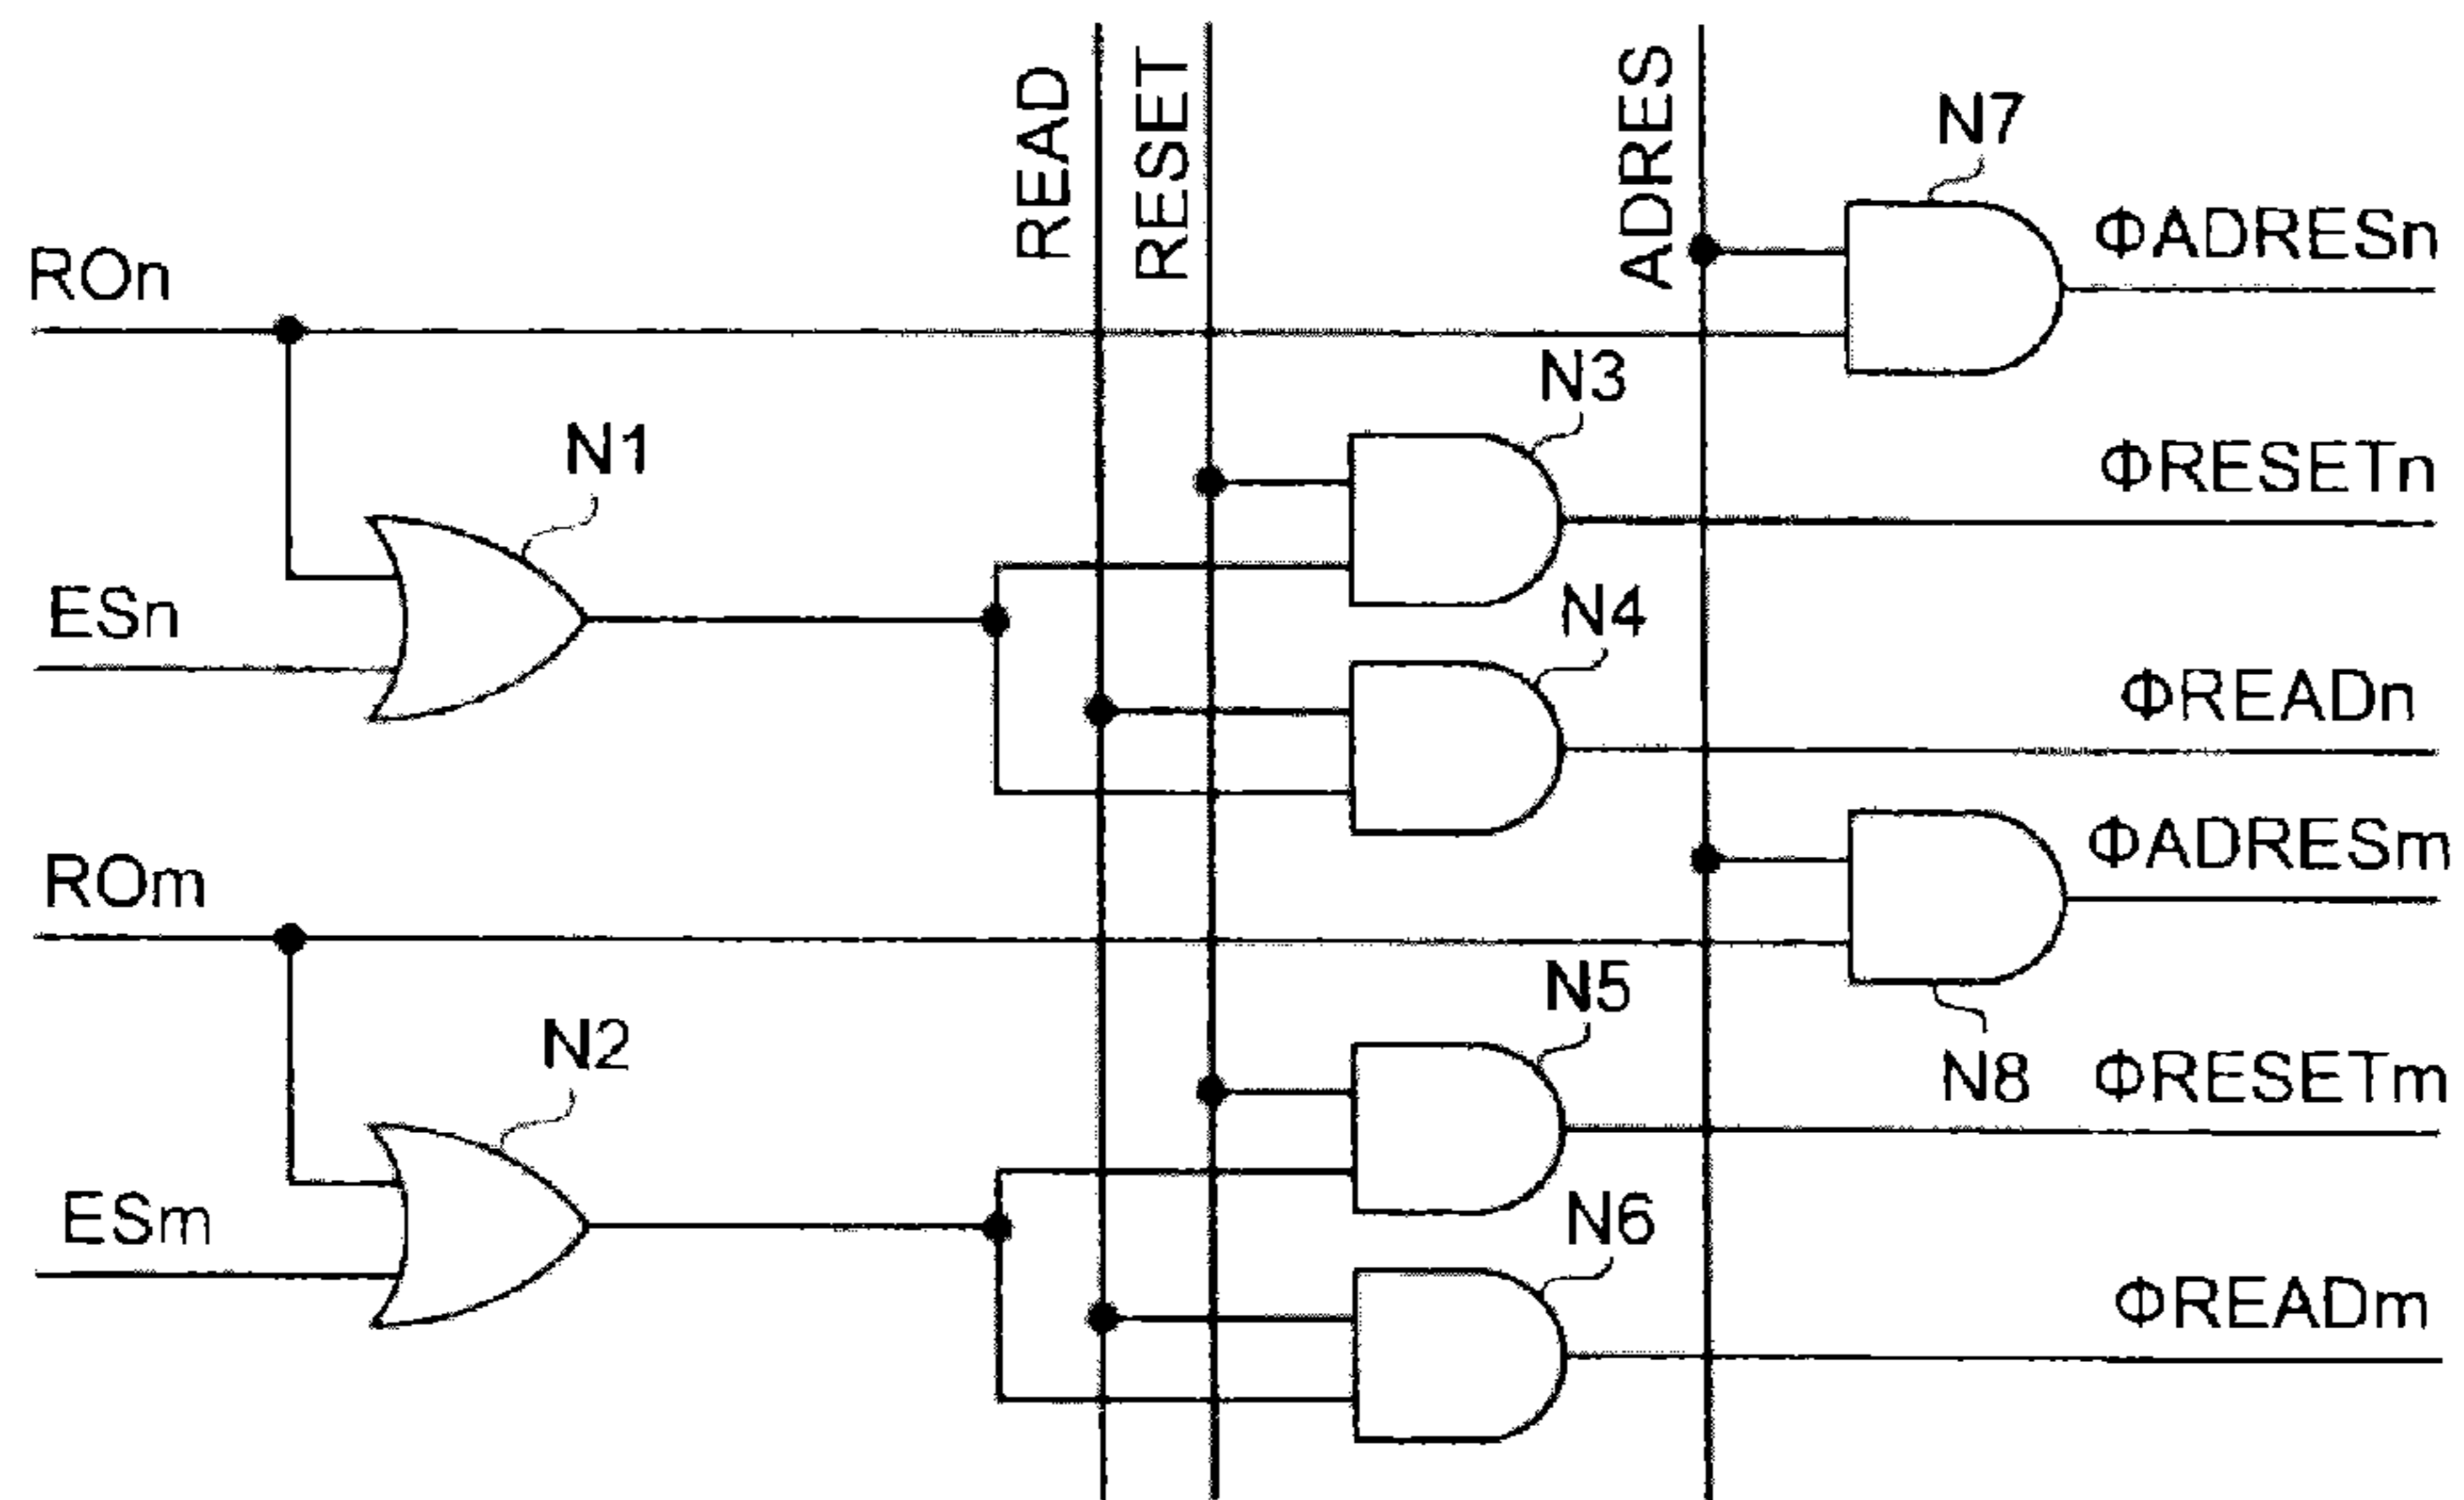 READ
RESET
ADRES
N7
ΦADRESn
ROn
N3
N1
ΦRESETn
ESn
N4
ΦREADn
ROm
ΦADRESm
N5
N2
N8
ΦRESETm
ESm
N6
ΦREADm